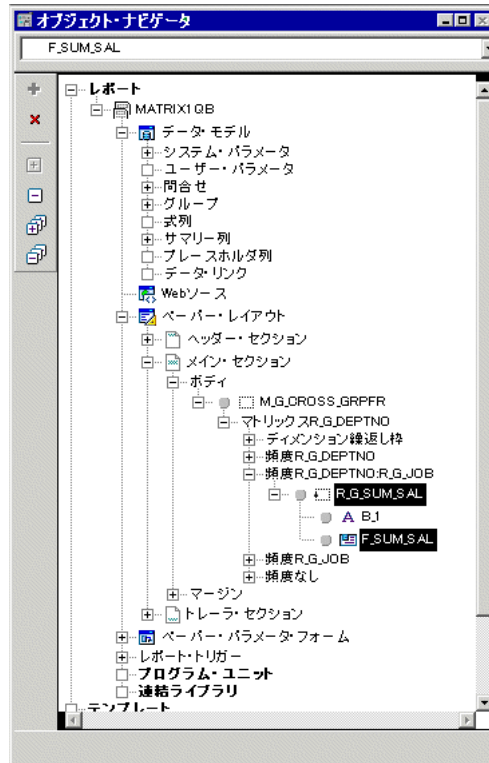 オブジェクト・ナビゲータ
F_SUM_SAL
レポート
MATRIX1QB
データ・モデル
システム・パラメータ
ユーザー・パラメータ
問合せ
グループ
式列
サマリー列
プレースホルダ列
データ・リンク
Webソース
ペーパー・レイアウト
ヘッダー・セクション
メイン・セクション
ボディ
M_G_CROSS_GRPFR
マトリックスR_G_DEPTNO
ディメンション繰返し枠
頻度R_G_DEPTNO
頻度R_G_DEPTNO:R_G_JOB
R_G_SUM_SAL
B_1
F_SUM_SAL
頻度R_G_JOB
頻度なし
マージン
トレーラ・セクション
ペーパー・パラメータ・フォーム
レポート・トリガー
プログラム・ユニット
連結ライブラリ
テンプレート